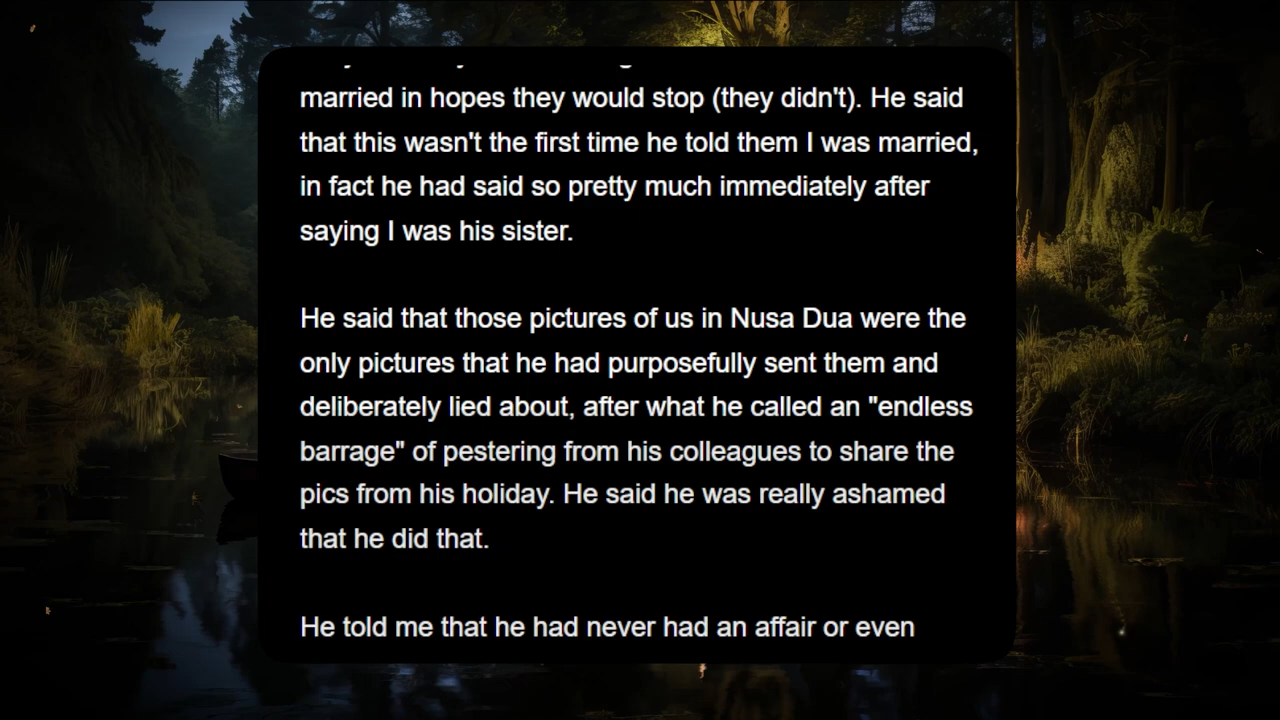 married in hopes they would stop (they didn't). He said
that this wasn't the first time he told them I was married,
in fact he had said so pretty much immediately after
saying I was his sister.
He said that those pictures of us in Nusa Dua were the
only pictures that he had purposefully sent them and
deliberately lied about, after what he called an "endless
barrage" of pestering from his colleagues to share the
pics from his holiday. He said he was really ashamed
that he did that.
He told me that he had never had an affair or even